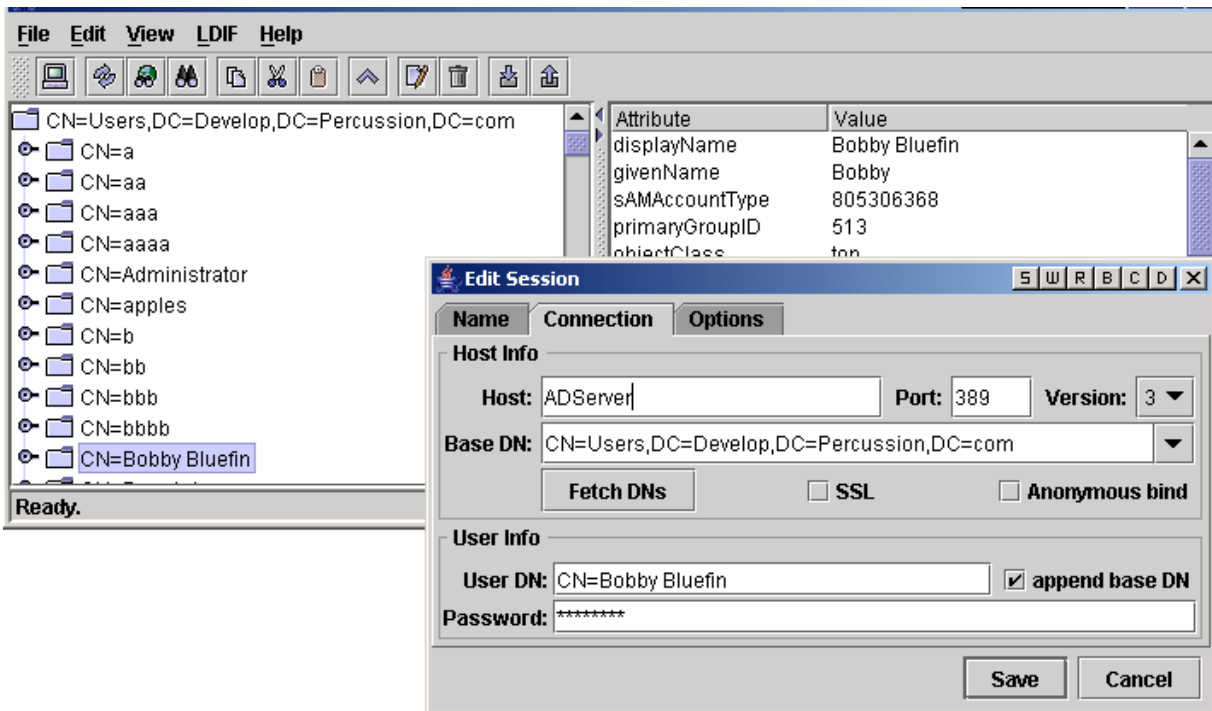 File Edit View LDIF Help
CN=Users,DC=Develop,DC=Percussion,DC=com
CN=a
CN=aa
CN=aaa
CN=aaaa
CN=Administrator
CN=apples
CN=b
CN=bb
CN=bbb
CN=bbbb
CN=Bobby Bluefin
Ready.
Attribute Value
displayName Bobby Bluefin
givenName Bobby
sAMAccountType 805306368
primaryGroupID 513
objectClass top
Edit Session S W R B C D X
Name Connection Options
Host Info
Host: ADServer Port: 389 Version: 3
Base DN: CN=Users,DC=Develop,DC=Percussion,DC=com
Fetch DNs SSL Anonymous bind
User Info
User DN: CN=Bobby Bluefin append base DN
Password: ********
Save Cancel